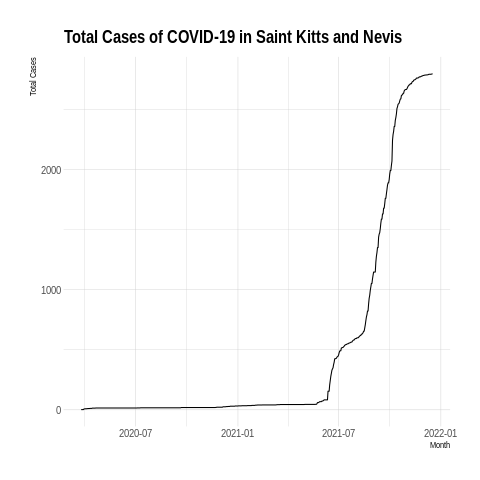 Total Cases of COVID-19 in Saint Kitts and Nevis
Total Cases
2000
1000
0
2020-07 2021-01 2021-07 2022-01
Month